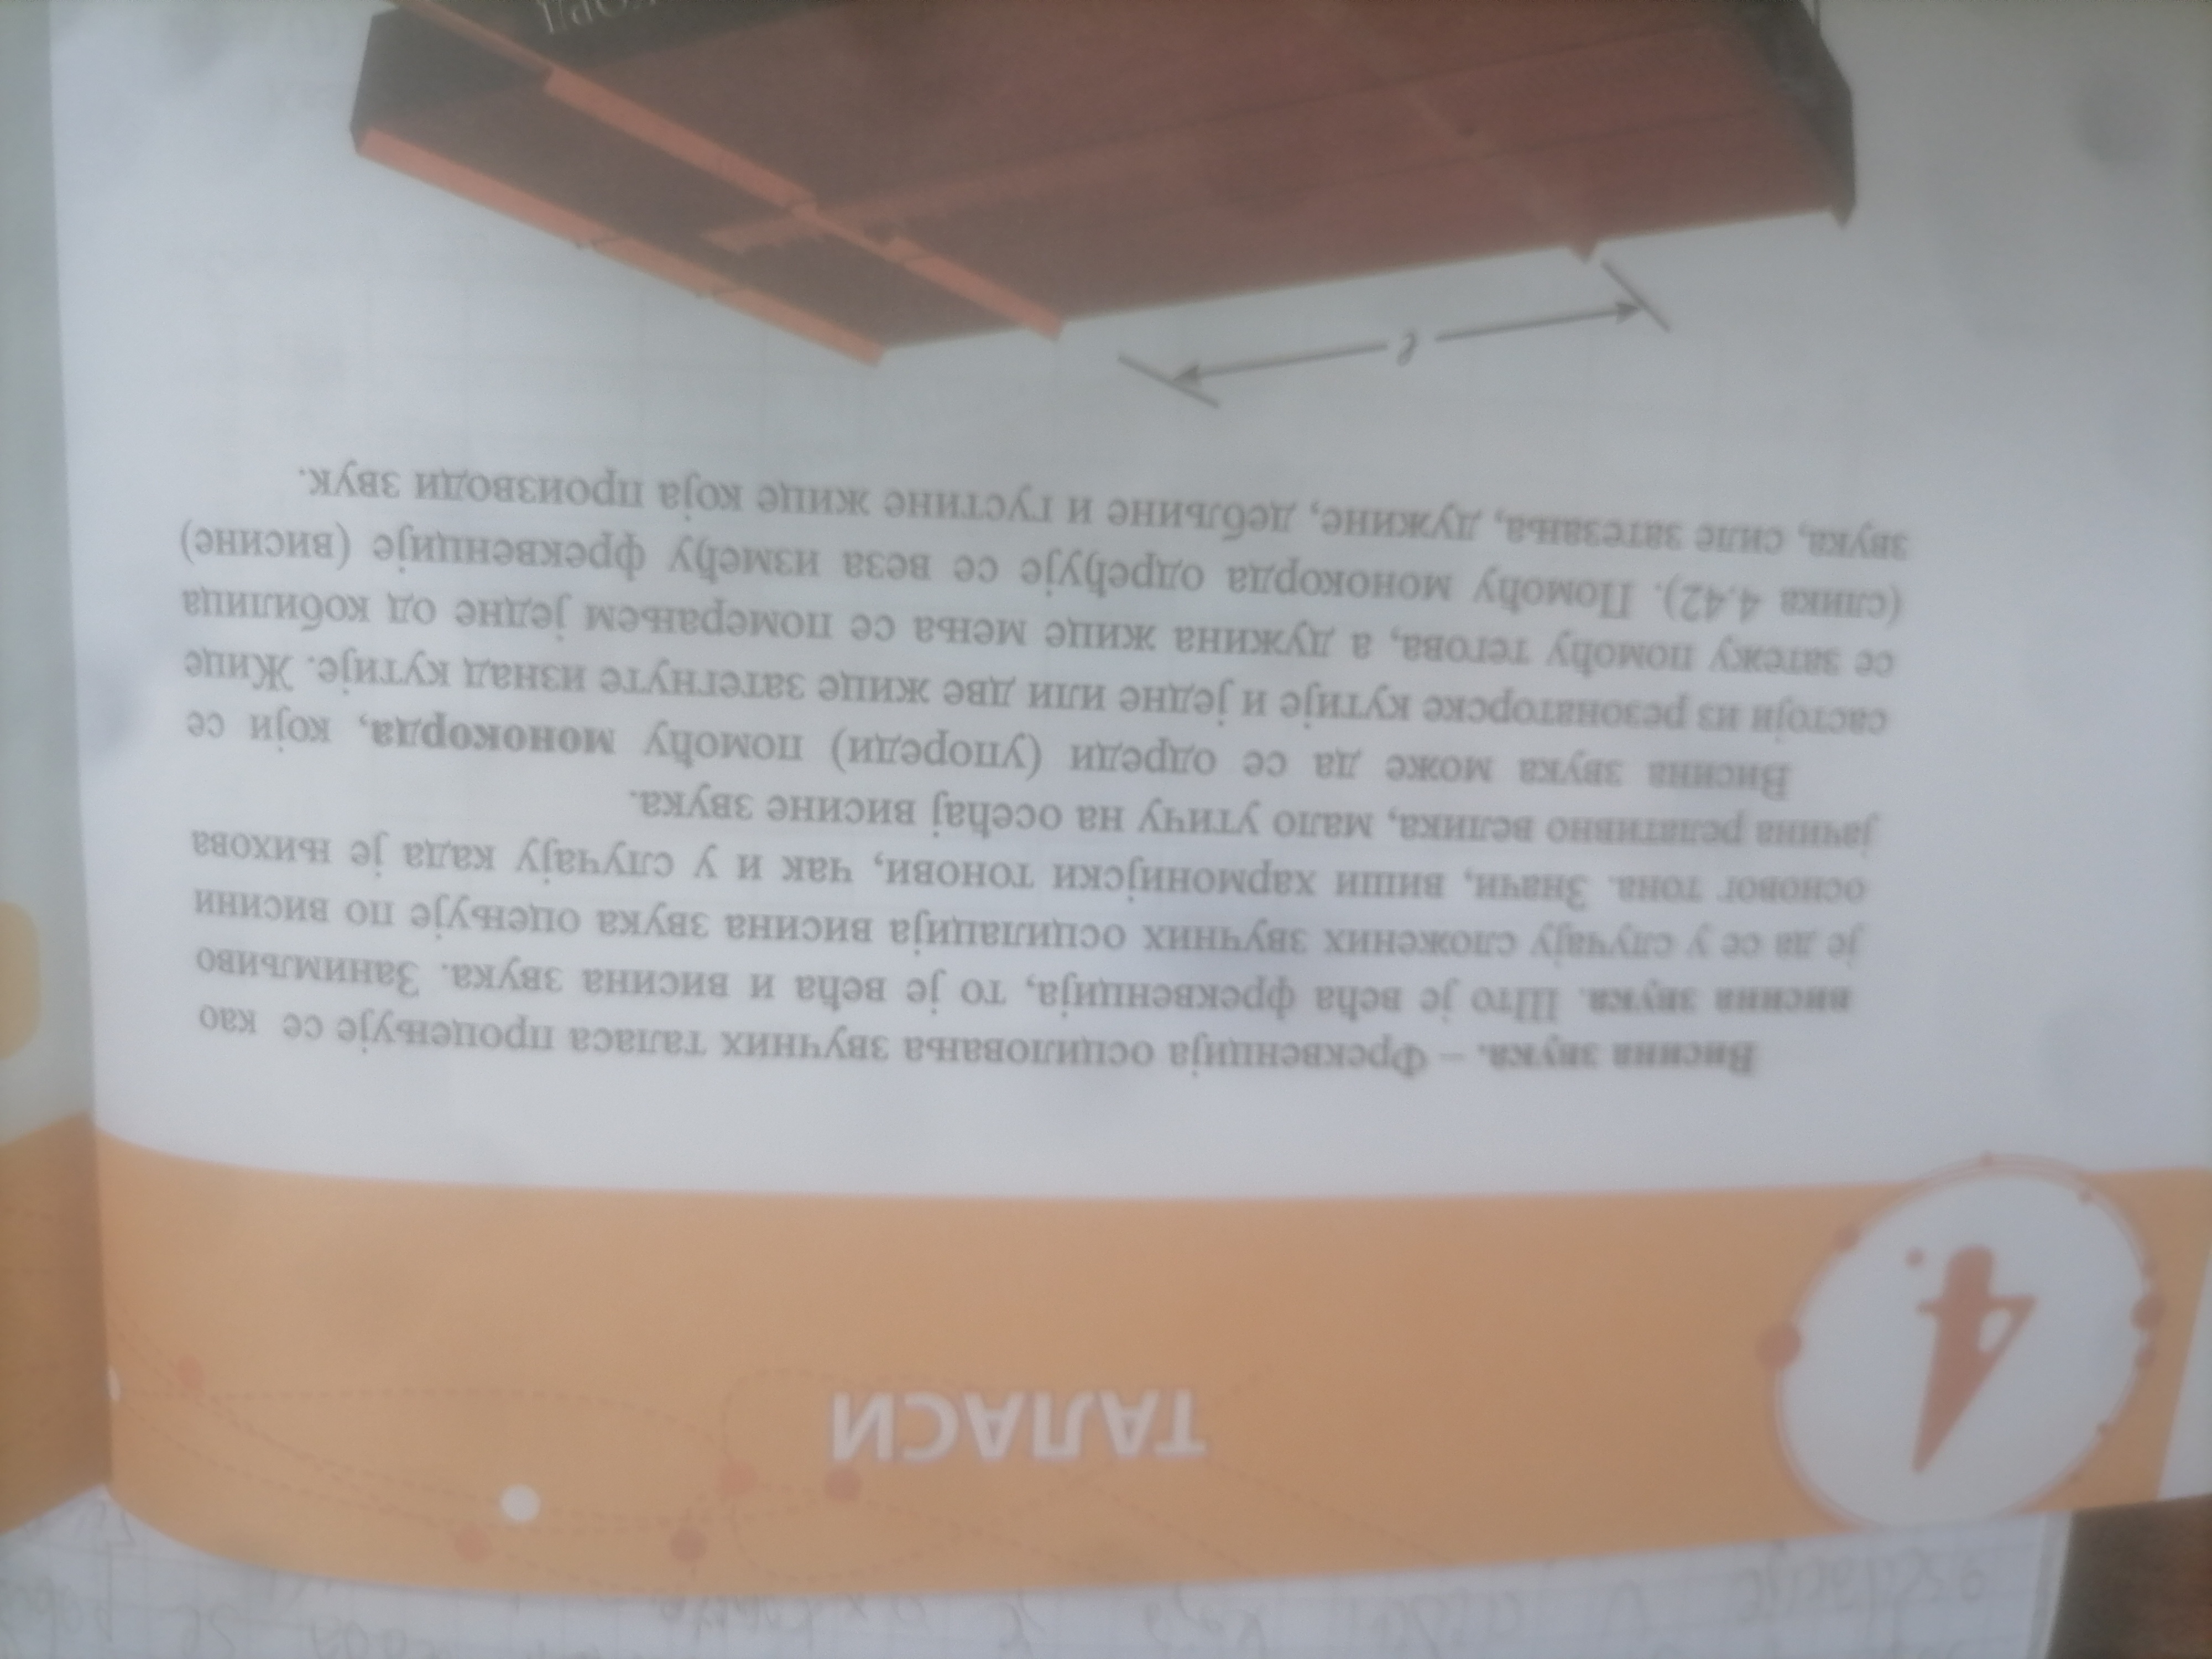 4.
ТАЛАСИ
Висина звука. – Фреквенција осциловања звучних таласа процењује се као
висина звука. Што је већа фреквенција, то је већа и висина звука. Занимљиво
је да се у случају сложених звучних осцилација висина звука оцењује по висини
основог тона. Значи, виши хармонијски тонови, чак и у случају када је њихова
јачина релативно велика, мало утичу на осећај висине звука.
Висина звука може да се одреди (упореди) помоћу монокорда, који се
састоји из резонаторске кутије и једне или две жице затегнуте изнад кутије. Жице
се затежу помоћу тегова, а дужина жице мења се померањем једне од кобилица
(слика 4.42). Помоћу монокорда одређује се веза између фреквенције (висине)
звука, силе затезања, дужине, дебљине и густине жице која производи звук.
ℓ